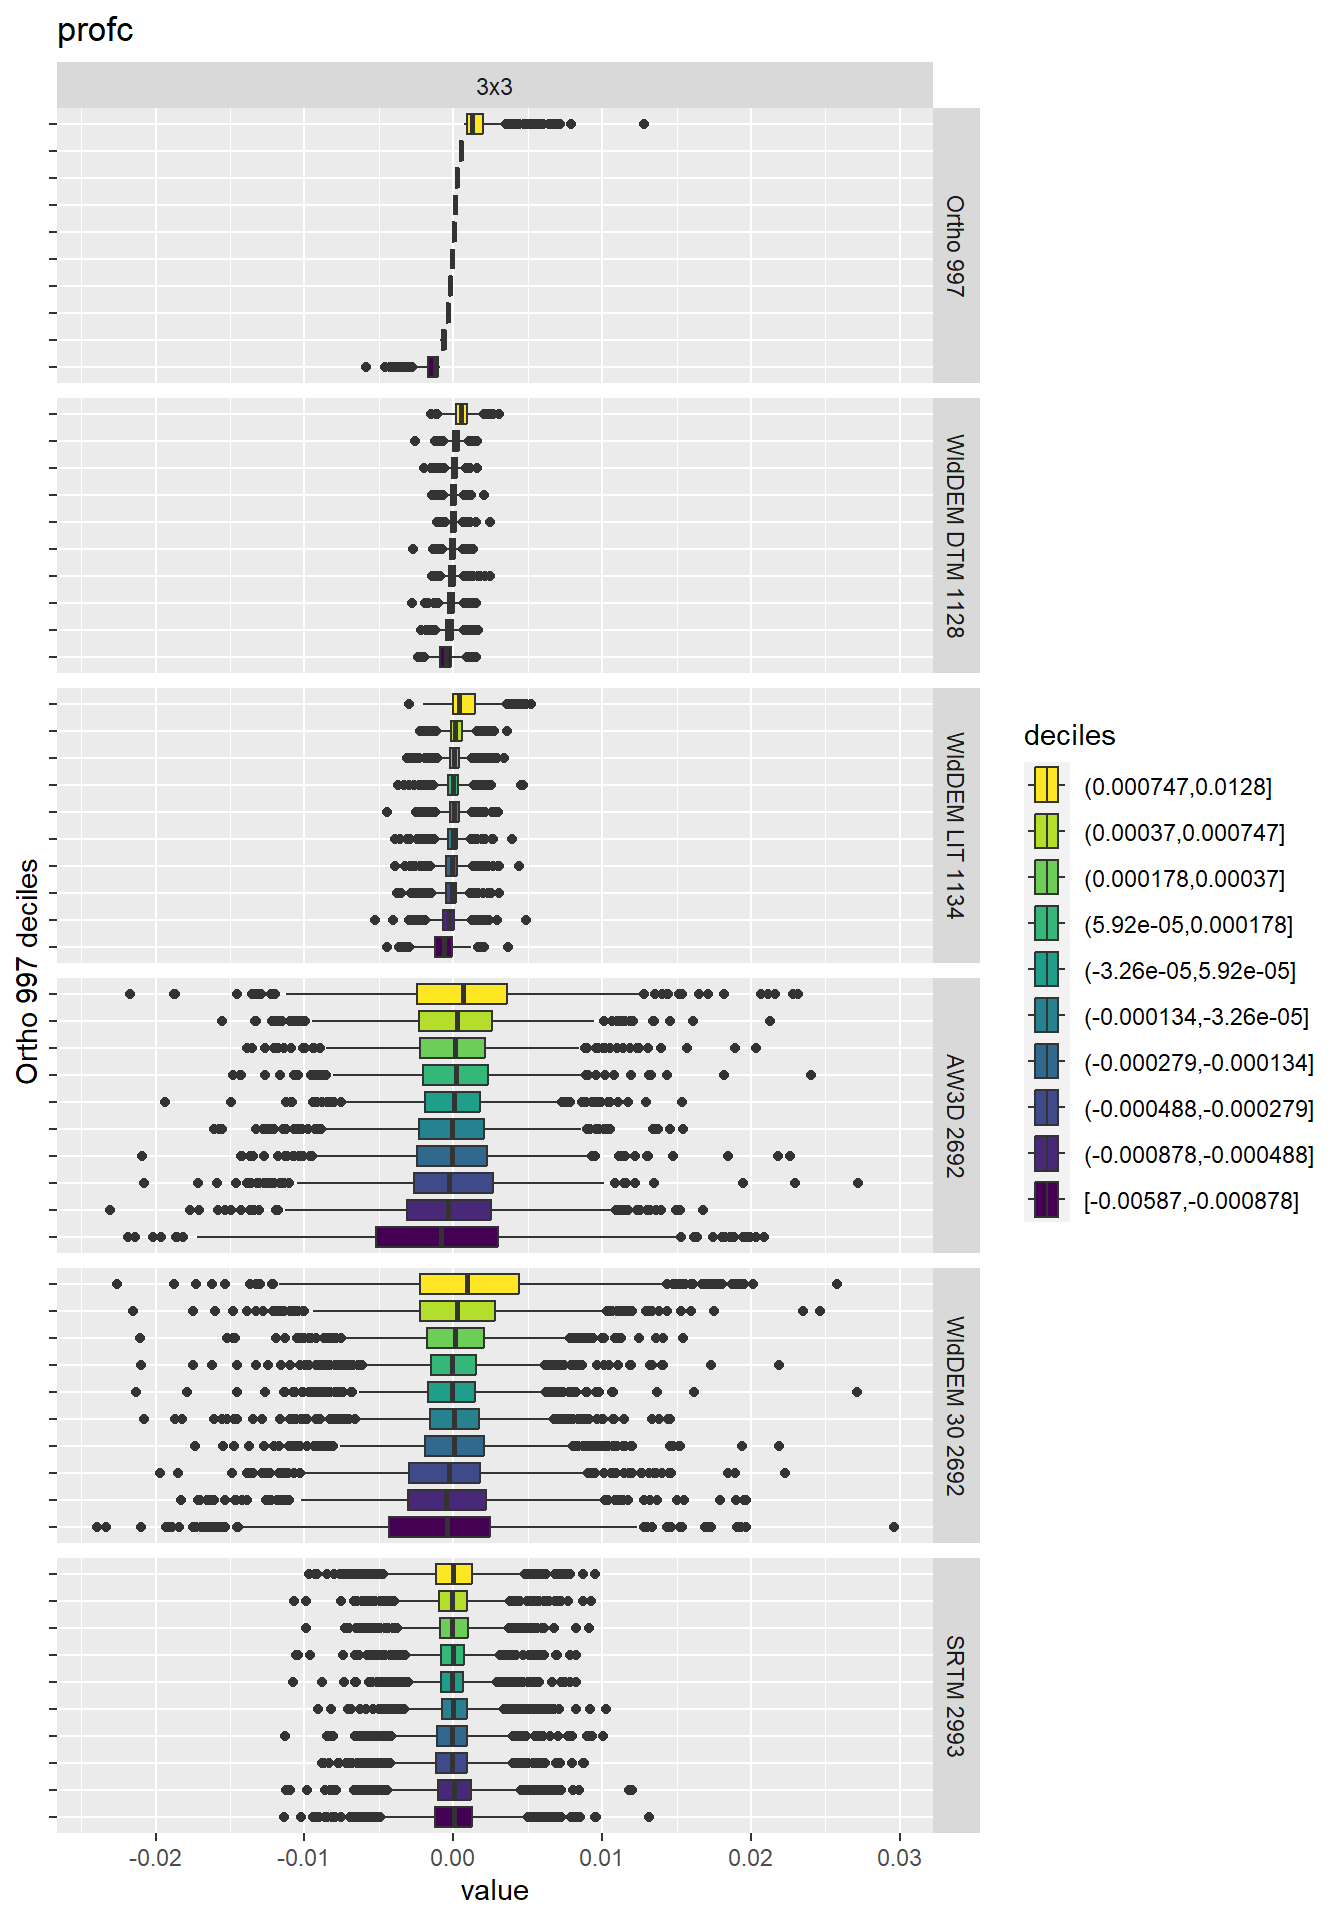 profc
3x3
Ortho 997
WldDEM DTM 1128
WldDEM LIT 1134
AW3D 2692
WldDEM 30 2692
SRTM 2993
Ortho 997 deciles
-0.02
-0.01
0.00
0.01
0.02
0.03
value
deciles
(0.000747,0.0128]
(0.00037,0.000747]
(0.000178,0.00037]
(5.92e-05,0.000178]
(-3.26e-05,5.92e-05]
(-0.000134,-3.26e-05]
(-0.000279,-0.000134]
(-0.000488,-0.000279]
(-0.000878,-0.000488]
[-0.00587,-0.000878]